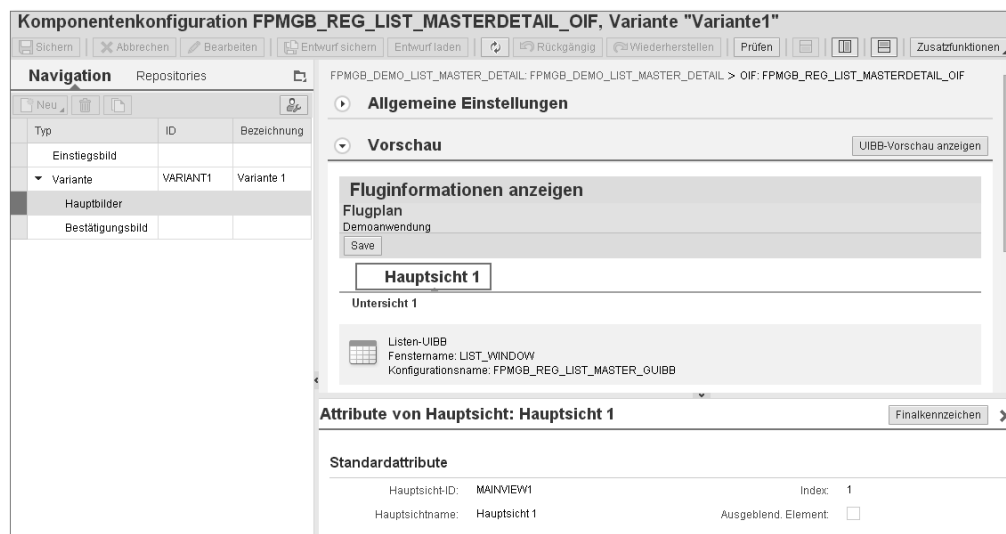 Komponentenkonfiguration FPMGB_REG_LIST_MASTERDETAIL_OIF, Variante "Variante1"
Sichern Abbrechen Bearbeiten Entwurf sichern Entwurf laden Rückgängig Wiederherstellen Prüfen Zusatzfunktionen
Navigation Repositories
Neu
Typ ID Bezeichnung
Einstiegsbild
Variante VARIANT1 Variante 1
Hauptbilder
Bestätigungsbild
FPMGB_DEMO_LIST_MASTER_DETAIL: FPMGB_DEMO_LIST_MASTER_DETAIL > OIF: FPMGB_REG_LIST_MASTERDETAIL_OIF
Allgemeine Einstellungen
Vorschau UIBB-Vorschau anzeigen
Fluginformationen anzeigen
Flugplan
Demoanwendung
Save
Hauptsicht 1
Untersicht 1
Listen-UIBB
Fenstername: LIST_WINDOW
Konfigurationsname: FPMGB_REG_LIST_MASTER_GUIBB
Attribute von Hauptsicht: Hauptsicht 1 Finalkennzeichen
Standardattribute
Hauptsicht-ID: MAINVIEW1 Index: 1
Hauptsichtname: Hauptsicht 1 Ausgeblend. Element: